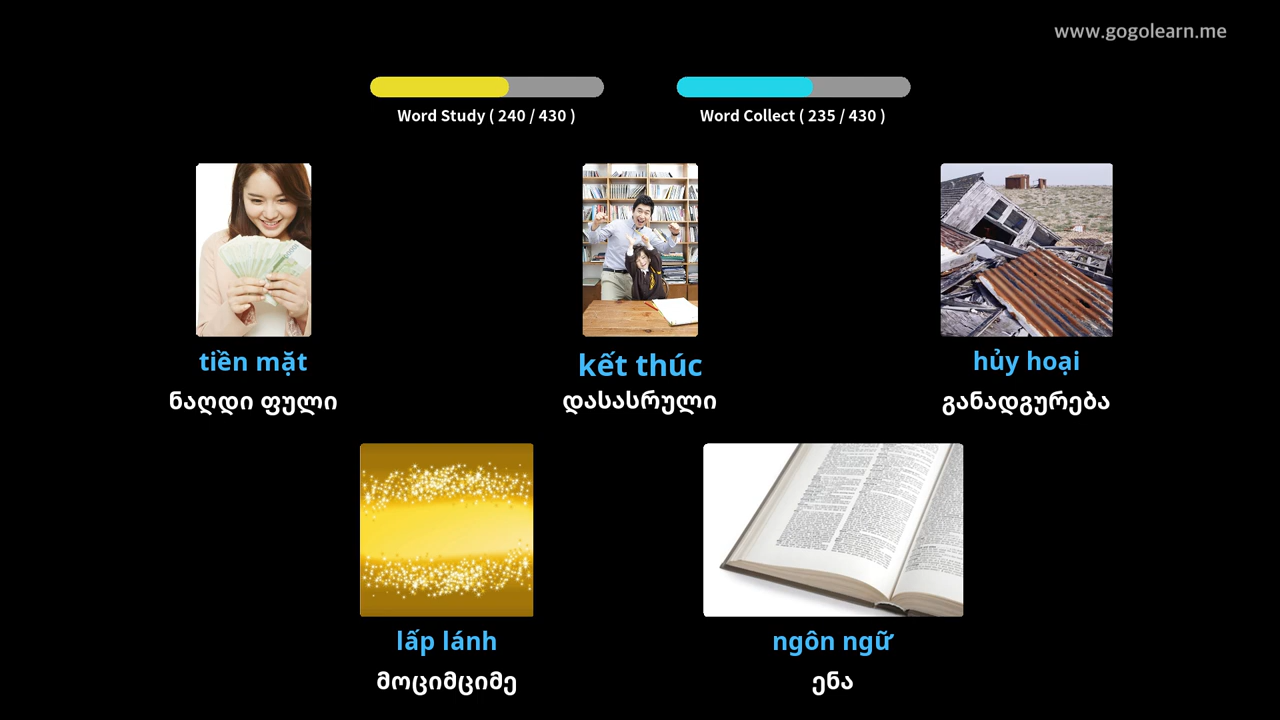 www.gogolearn.me
Word Study ( 240 / 430 )
Word Collect ( 235 / 430 )
tiền mặt
kết thúc
hủy hoại
ნაღდი ფული
დასასრული
განადგურება
lấp lánh
ngôn ngữ
მოციმციმე
ენა